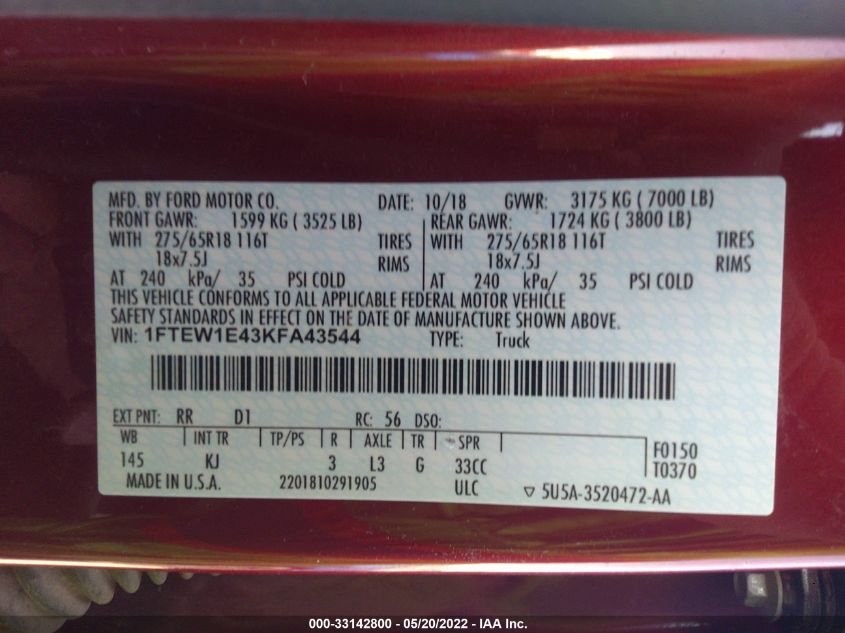 MFD. BY FORD MOTOR CO. DATE: 10/18 GVWR: 3175 KG ( 7000 LB)
FRONT GAWR: 1599 KG ( 3525 LB) REAR GAWR: 1724 KG ( 3800 LB)
WITH 275/65R18 116T TIRES WITH 275/65R18 116T TIRES
18x7.5J RIMS 18x7.5J RIMS
AT 240 kPa/ 35 PSI COLD AT 240 kPa/ 35 PSI COLD
THIS VEHICLE CONFORMS TO ALL APPLICABLE FEDERAL MOTOR VEHICLE
SAFETY STANDARDS IN EFFECT ON THE DATE OF MANUFACTURE SHOWN ABOVE.
VIN: 1FTEW1E43KFA43544 TYPE: Truck
EXT PNT: RR D1 RC: 56 DSO:
WB INT TR TP/PS R AXLE TR SPR F0150
145 KJ 3 L3 G 33CC T0370
MADE IN U.S.A. 2201810291905 ULC ▽ 5U5A-3520472-AA
000-33142800 - 05/20/2022 - IAA Inc.